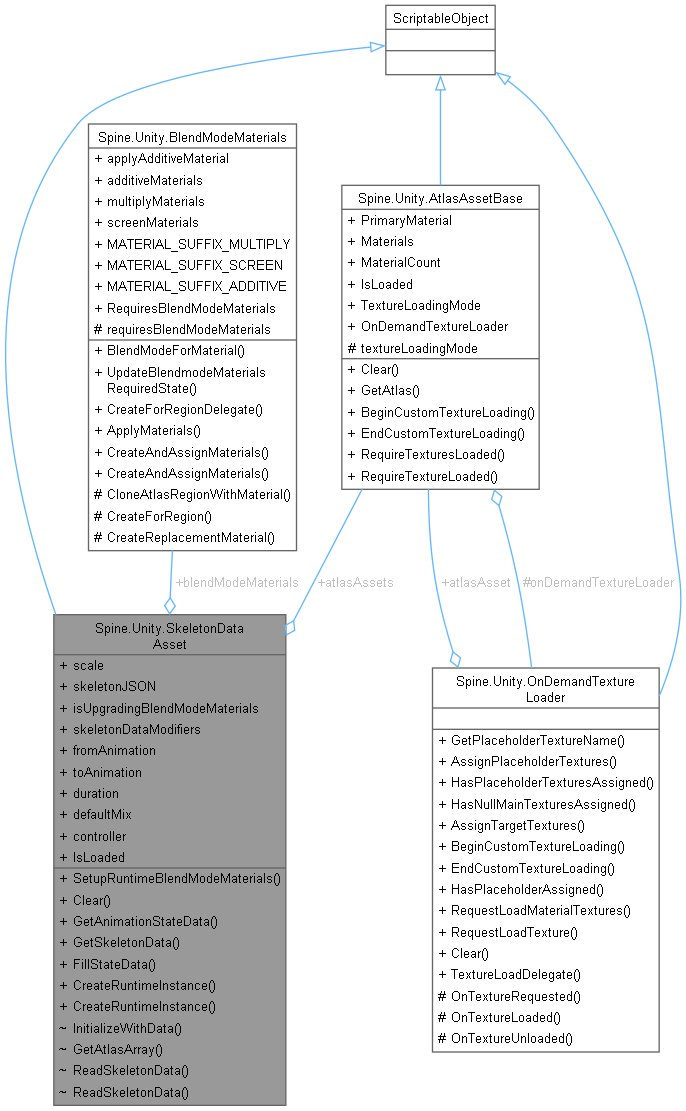 ScriptableObject
Spine.Unity.BlendModeMaterials
+ applyAdditiveMaterial
+ additiveMaterials
+ multiplyMaterials
+ screenMaterials
+ MATERIAL_SUFFIX_MULTIPLY
+ MATERIAL_SUFFIX_SCREEN
+ MATERIAL_SUFFIX_ADDITIVE
+ RequiresBlendModeMaterials
# requiresBlendModeMaterials
+ BlendModeForMaterial()
+ UpdateBlendmodeMaterials
RequiredState()
+ CreateForRegionDelegate()
+ ApplyMaterials()
+ CreateAndAssignMaterials()
+ CreateAndAssignMaterials()
# CloneAtlasRegionWithMaterial()
# CreateForRegion()
# CreateReplacementMaterial()
Spine.Unity.AtlasAssetBase
+ PrimaryMaterial
+ Materials
+ MaterialCount
+ IsLoaded
+ TextureLoadingMode
+ OnDemandTextureLoader
# textureLoadingMode
+ Clear()
+ GetAtlas()
+ BeginCustomTextureLoading()
+ EndCustomTextureLoading()
+ RequireTexturesLoaded()
+ RequireTextureLoaded()
+blendModeMaterials
+atlasAssets
+atlasAsset
#onDemandTextureLoader
Spine.Unity.SkeletonData
Asset
+ scale
+ skeletonJSON
+ isUpgradingBlendModeMaterials
+ skeletonDataModifiers
+ fromAnimation
+ toAnimation
+ duration
+ defaultMix
+ controller
+ IsLoaded
+ SetupRuntimeBlendModeMaterials()
+ Clear()
+ GetAnimationStateData()
+ GetSkeletonData()
+ FillStateData()
+ CreateRuntimeInstance()
+ CreateRuntimeInstance()
~ InitializeWithData()
~ GetAtlasArray()
~ ReadSkeletonData()
~ ReadSkeletonData()
Spine.Unity.OnDemandTexture
Loader
+ GetPlaceholderTextureName()
+ AssignPlaceholderTextures()
+ HasPlaceholderTexturesAssigned()
+ HasNullMainTexturesAssigned()
+ AssignTargetTextures()
+ BeginCustomTextureLoading()
+ EndCustomTextureLoading()
+ HasPlaceholderAssigned()
+ RequestLoadMaterialTextures()
+ RequestLoadTexture()
+ Clear()
+ TextureLoadDelegate()
# OnTextureRequested()
# OnTextureLoaded()
# OnTextureUnloaded()